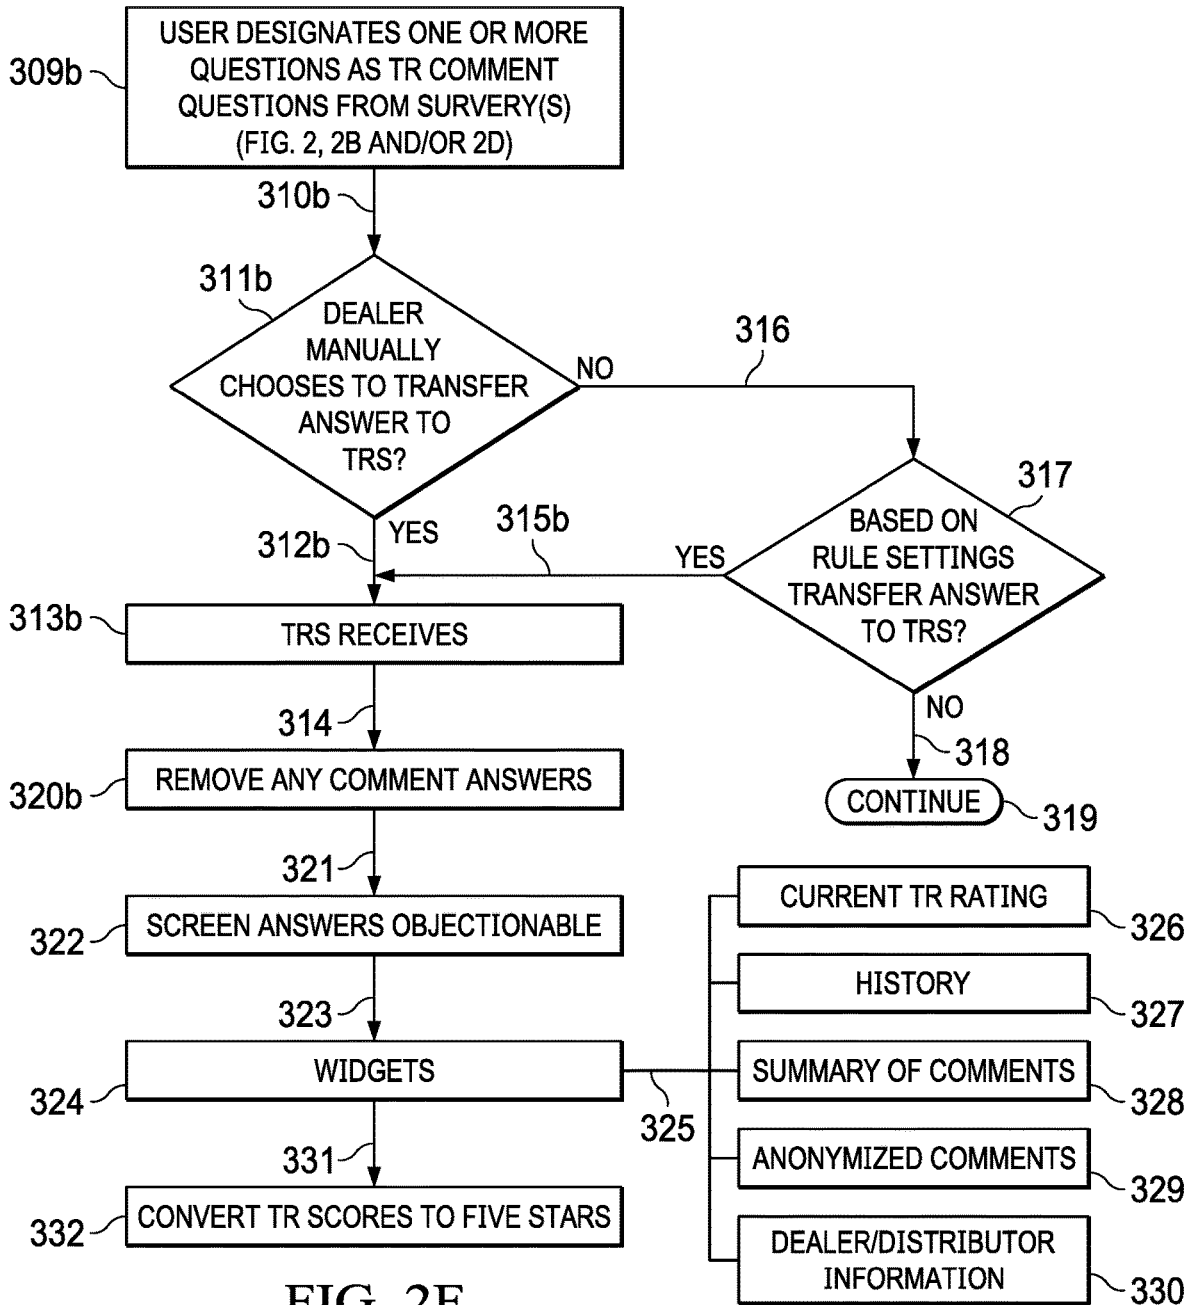 USER DESIGNATES ONE OR MORE
QUESTIONS AS TR COMMENT
QUESTIONS FROM SURVERY(S)
(FIG. 2, 2B AND/OR 2D)
309b
310b
311b
DEALER
MANUALLY
CHOOSES TO TRANSFER
ANSWER TO
TRS?
NO
316
YES
312b
315b
317
BASED ON
RULE SETTINGS
TRANSFER ANSWER
TO TRS?
YES
NO
318
CONTINUE
319
313b
TRS RECEIVES
314
320b
REMOVE ANY COMMENT ANSWERS
321
322
SCREEN ANSWERS OBJECTIONABLE
323
324
WIDGETS
325
CURRENT TR RATING
326
HISTORY
327
SUMMARY OF COMMENTS
328
ANONYMIZED COMMENTS
329
DEALER/DISTRIBUTOR
INFORMATION
330
331
332
CONVERT TR SCORES TO FIVE STARS